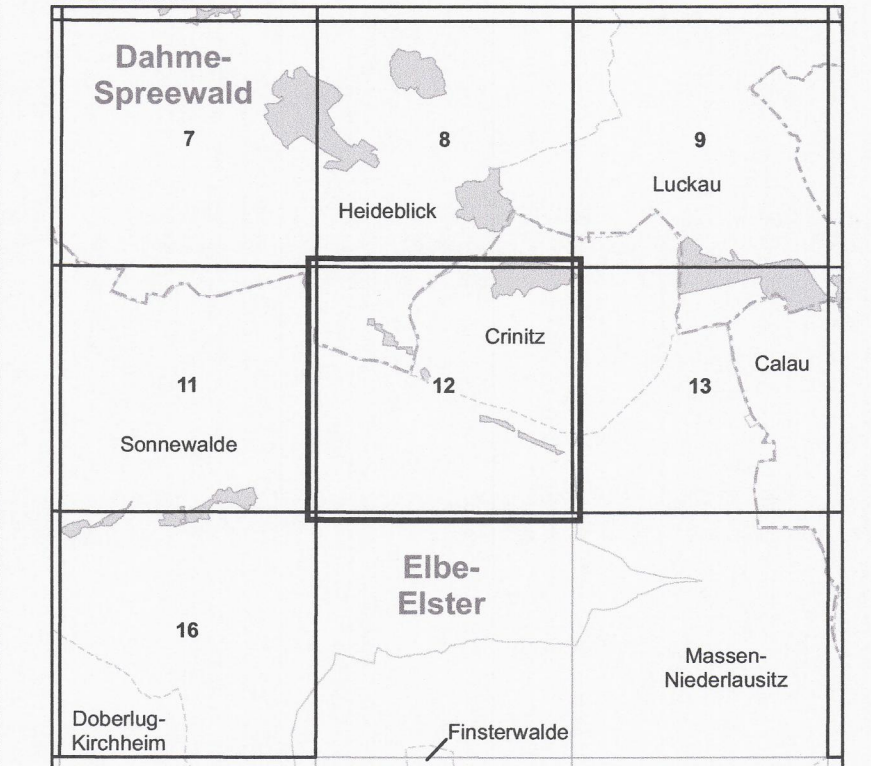 Dahme-
Spreewald
7
8
9
Luckau
Heideblick
Crinitz
11
12
13
Calau
Sonnewalde
Elbe-
Elster
16
Massen-
Niederlausitz
Doberlug-
Kirchheim
Finsterwalde